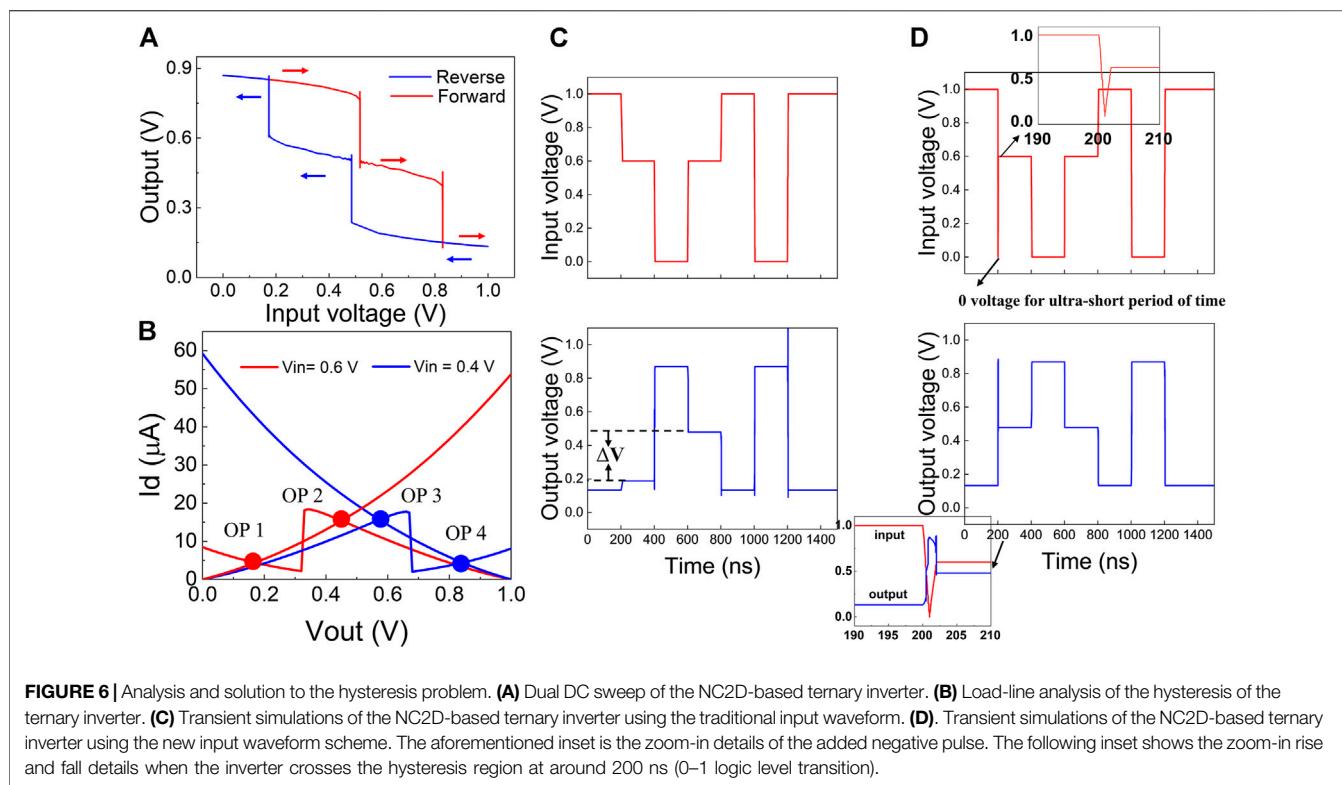 A
0.9
0.6
0.3
0.0
Output (V)
Reverse
Forward
0.0 0.2 0.4 0.6 0.8 1.0
Input voltage (V)
B
60
50
40
30
20
10
0
Id (μA)
Vin= 0.6 V
Vin = 0.4 V
OP 1
OP 2
OP 3
OP 4
0.0 0.2 0.4 0.6 0.8 1.0
Vout (V)
C
1.0
0.8
0.6
0.4
0.2
0.0
Input voltage (V)
1.0
0.8
0.6
0.4
0.2
0.0
Output voltage (V)
ΔV
0 200 400 600 800 1000 1200 1400
Time (ns)
D
1.0
0.5
0.0
190 200 210
1.0
0.8
0.6
0.4
0.2
0.0
Input voltage (V)
0 voltage for ultra-short period of time
1.0
0.8
0.6
0.4
0.2
0.0
Output voltage (V)
0 200 400 600 800 1000 1200 1400
Time (ns)
1.0
0.5
0.0
input
output
190 195 200 205 210
FIGURE 6 | Analysis and solution to the hysteresis problem. (A) Dual DC sweep of the NC2D-based ternary inverter. (B) Load-line analysis of the hysteresis of the
ternary inverter. (C) Transient simulations of the NC2D-based ternary inverter using the traditional input waveform. (D). Transient simulations of the NC2D-based ternary
inverter using the new input waveform scheme. The aforementioned inset is the zoom-in details of the added negative pulse. The following inset shows the zoom-in rise
and fall details when the inverter crosses the hysteresis region at around 200 ns (0–1 logic level transition).